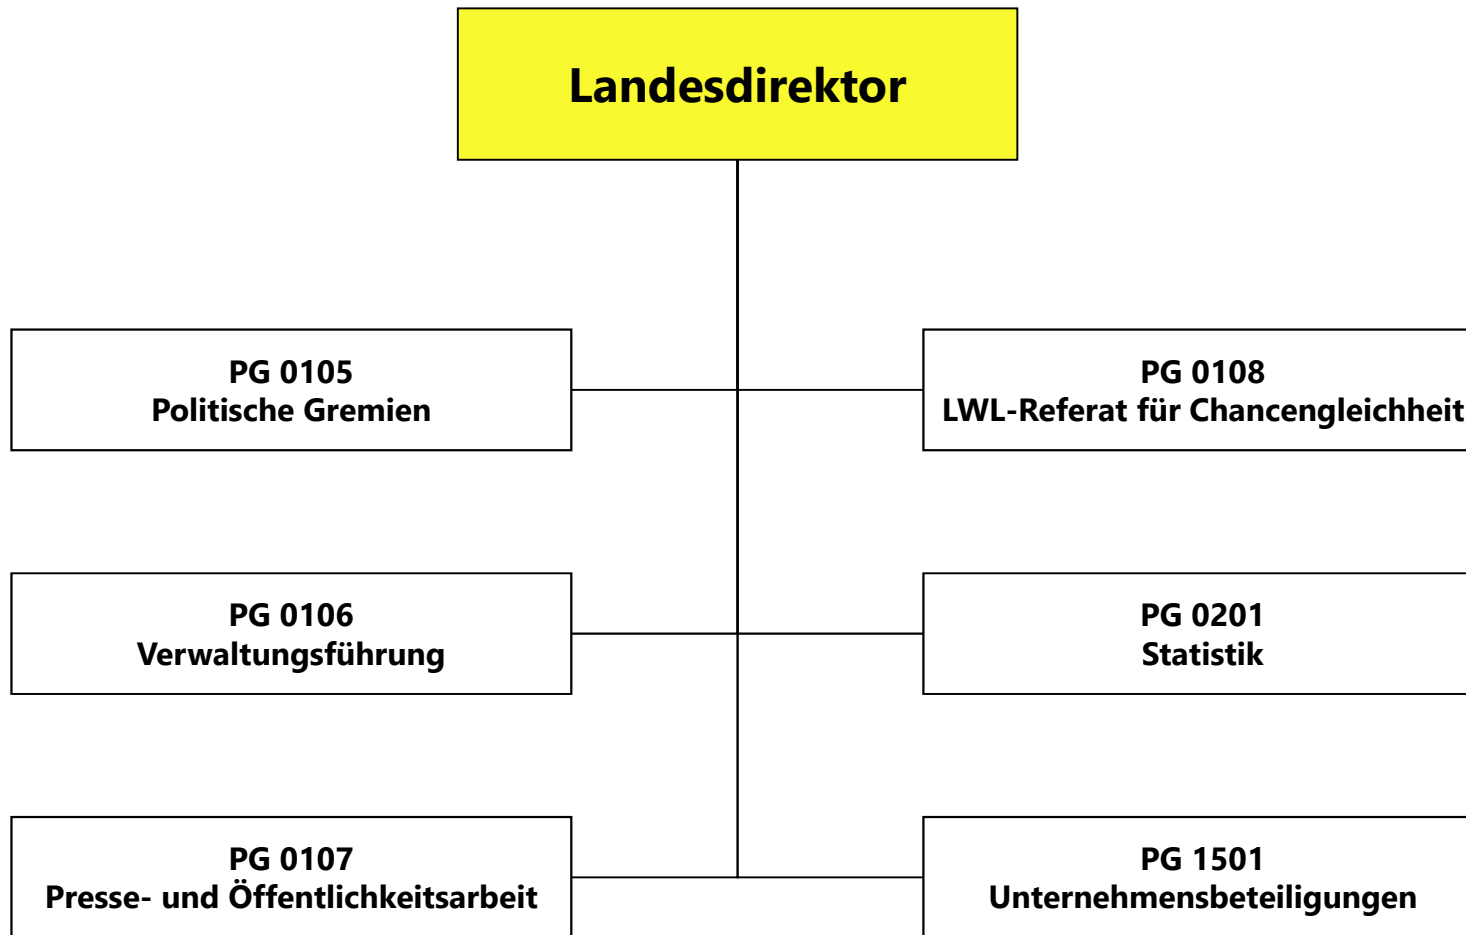 Landesdirektor
PG 0105
Politische Gremien
PG 0108
LWL-Referat für Chancengleichheit
PG 0106
Verwaltungsführung
PG 0201
Statistik
PG 0107
Presse- und Öffentlichkeitsarbeit
PG 1501
Unternehmensbeteiligungen